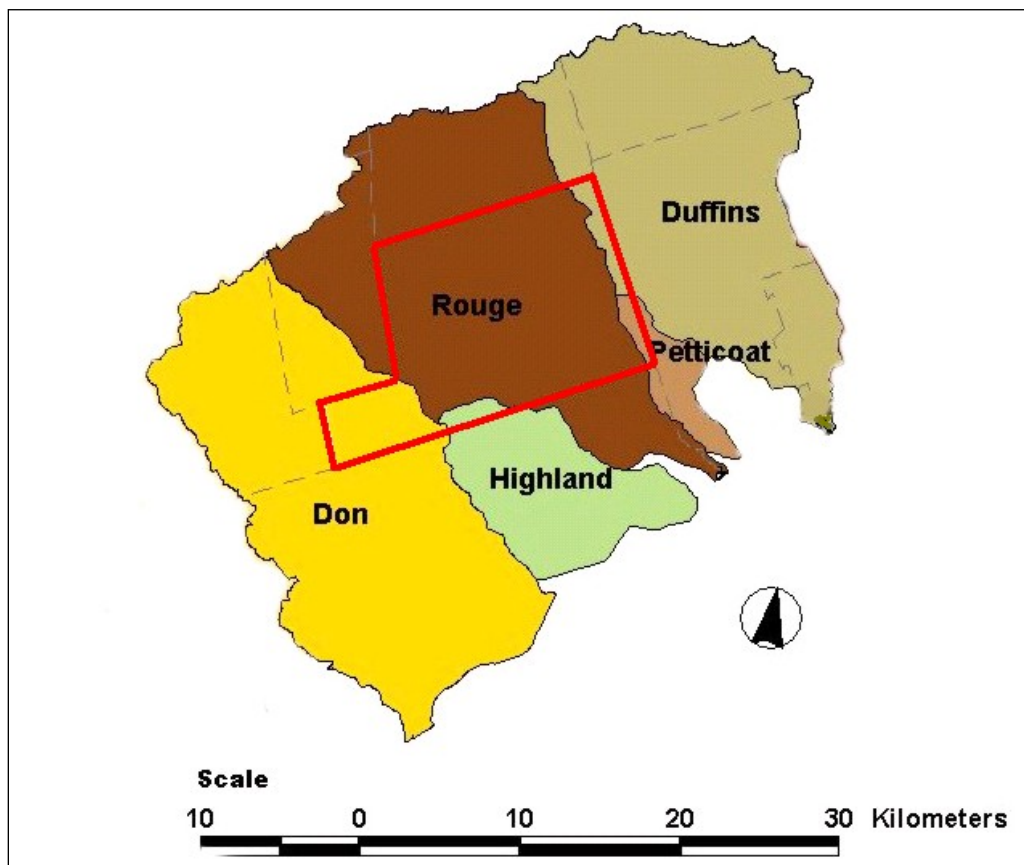 Duffins
Rouge
Petticoat
Highland
Don
Scale
10 0 10 20 30 Kilometers